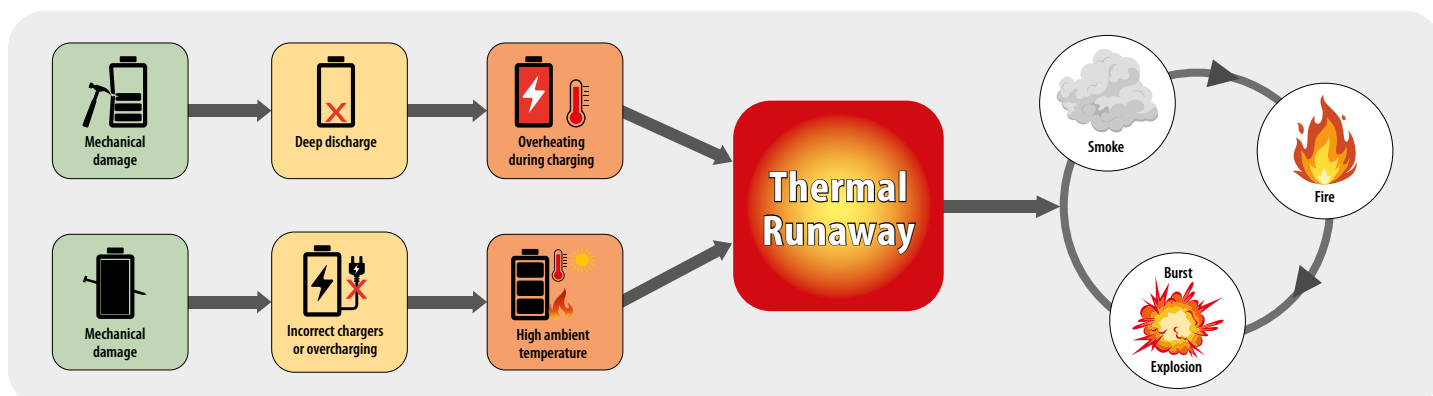 Mechanical
damage
Deep discharge
Overheating
during charging
Mechanical
damage
Incorrect chargers
or overcharging
High ambient
temperature
Thermal
Runaway
Smoke
Fire
Burst
Explosion